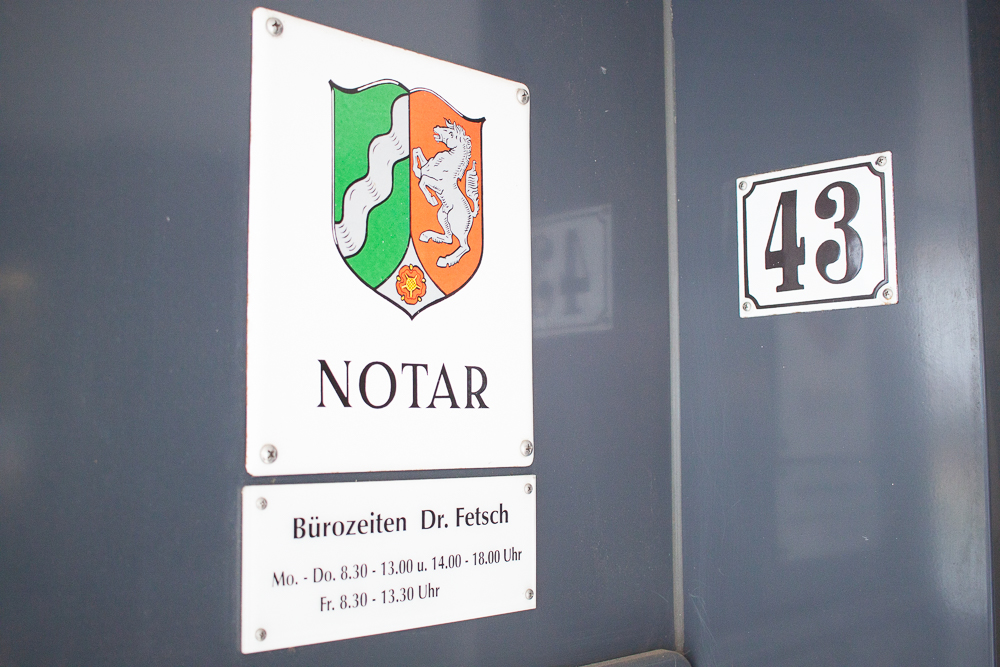 NOTAR
Bürozeiten Dr. Fetsch
Mo. - Do. 8.30 - 13.00 u. 14.00 - 18.00 Uhr
Fr. 8.30 - 13.30 Uhr
43